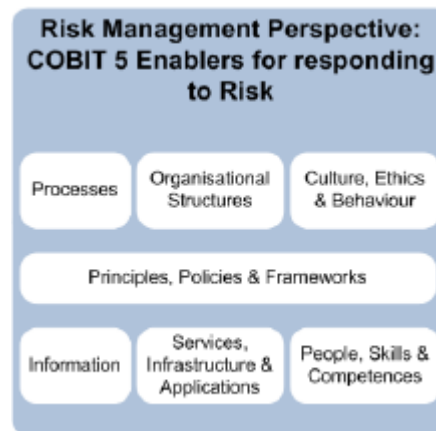 Risk Management Perspective:
COBIT 5 Enablers for responding
to Risk
Processes
Organisational
Structures
Culture, Ethics
& Behaviour
Principles, Policies & Frameworks
Information
Services,
Infrastructure &
Applications
People, Skills &
Competences